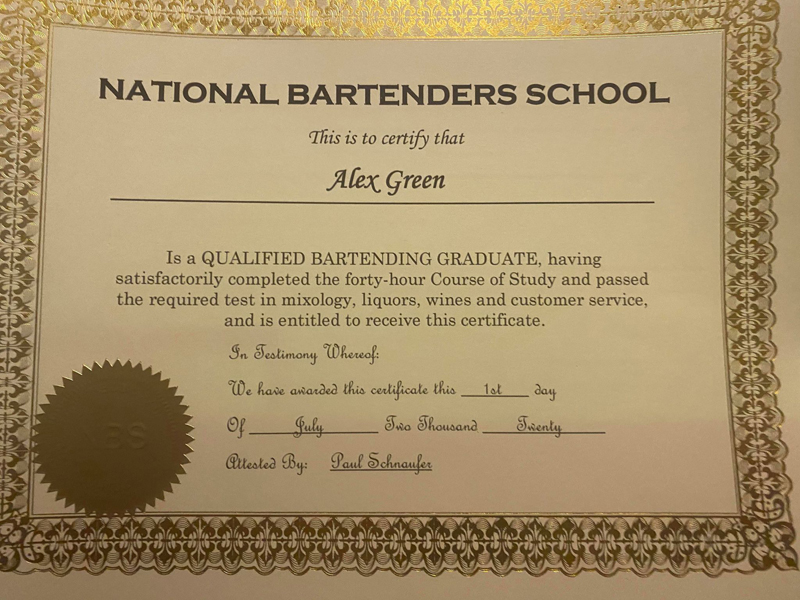 NATIONAL BARTENDERS SCHOOL
This is to certify that
Alex Green
Is a QUALIFIED BARTENDING GRADUATE, having
satisfactorily completed the forty-hour Course of Study and passed
the required test in mixology, liquors, wines and customer service,
and is entitled to receive this certificate.
In Testimony Whereof:
We have awarded this certificate this 1st day
Of July Two Thousand Twenty
Attested By: Paul Schnaufer